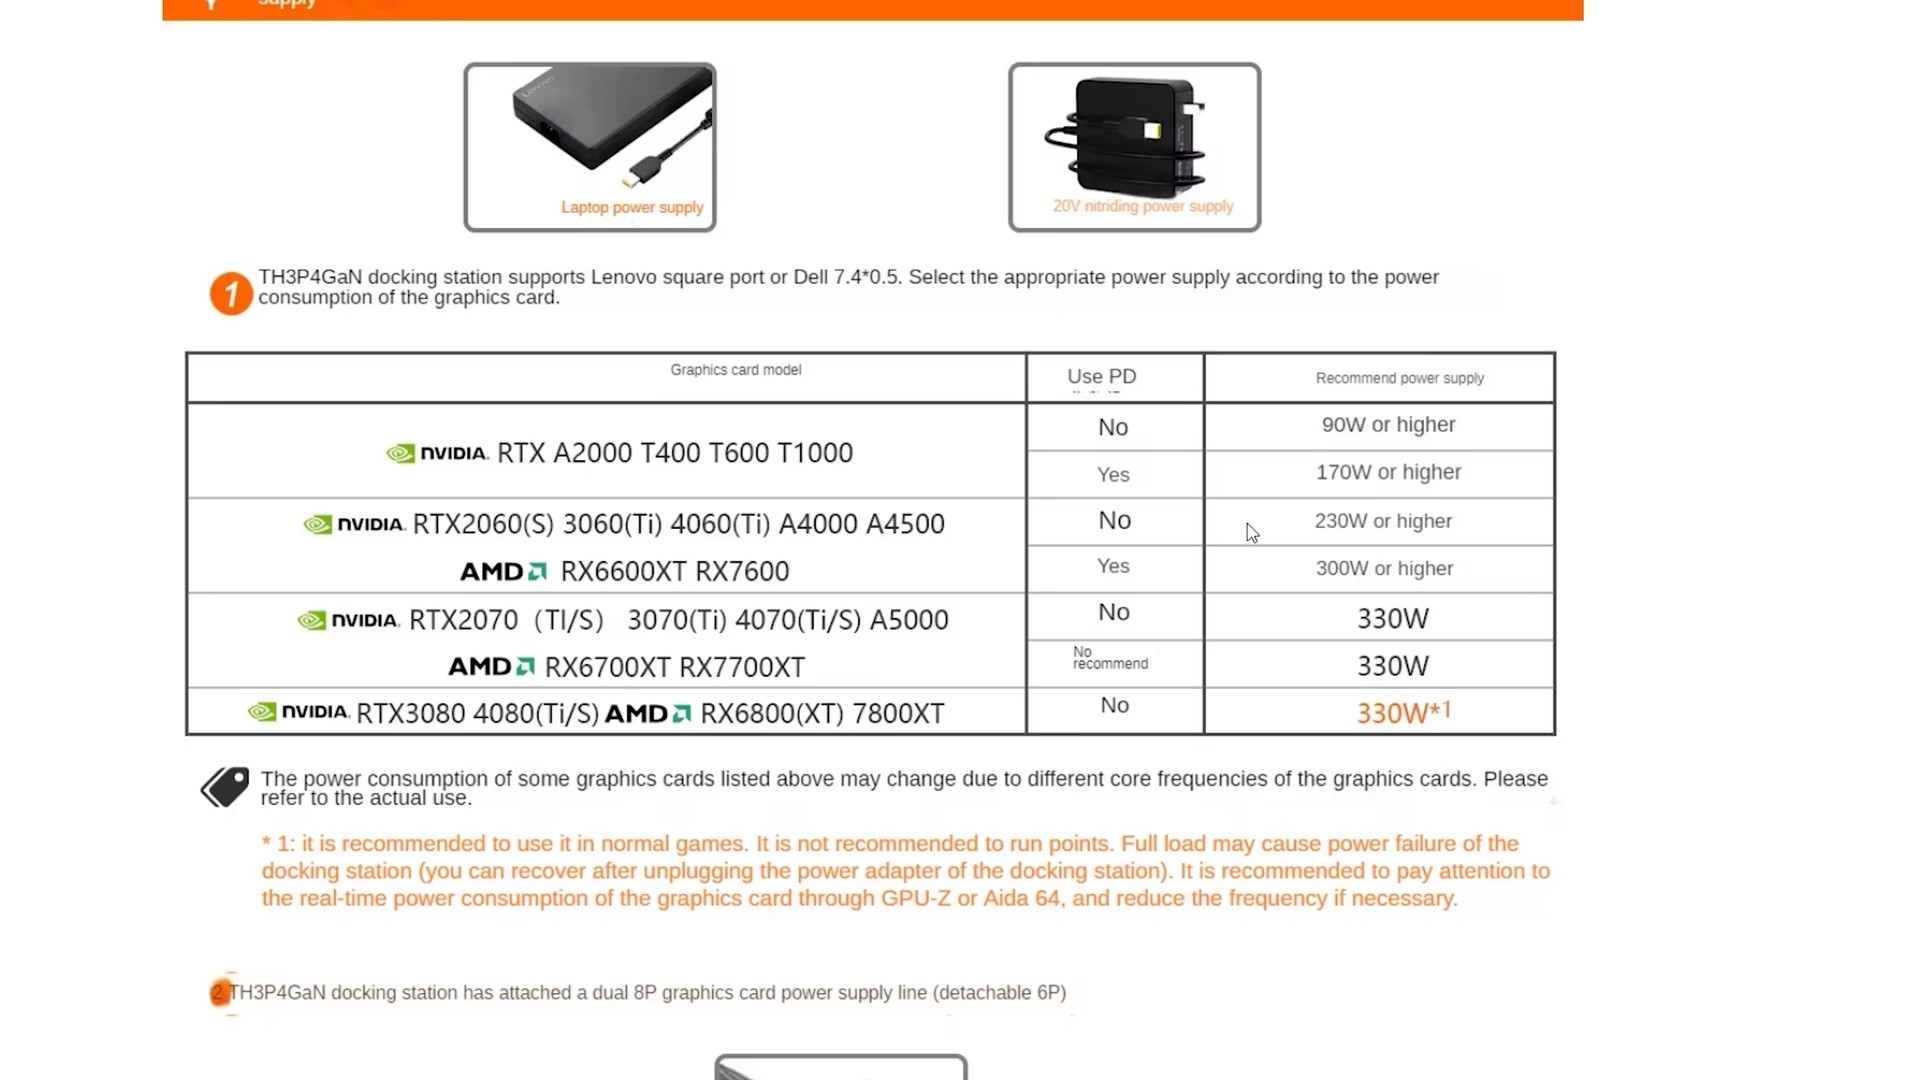 supply
Lenovo
Laptop power supply
20V nitriding power supply
1
TH3P4GaN docking station supports Lenovo square port or Dell 7.4*0.5. Select the appropriate power supply according to the power
consumption of the graphics card.
Graphics card model
Use PD
Recommend power supply
NVIDIA. RTX A2000 T400 T600 T1000
No
90W or higher
Yes
170W or higher
NVIDIA. RTX2060(S) 3060(Ti) 4060(Ti) A4000 A4500
AMD RX6600XT RX7600
No
230W or higher
Yes
300W or higher
NVIDIA. RTX2070 (TI/S) 3070(Ti) 4070(Ti/S) A5000
AMD RX6700XT RX7700XT
No
330W
No
recommend
330W
NVIDIA. RTX3080 4080(Ti/S) AMD RX6800(XT) 7800XT
No
330W*1
The power consumption of some graphics cards listed above may change due to different core frequencies of the graphics cards. Please
refer to the actual use.
* 1: it is recommended to use it in normal games. It is not recommended to run points. Full load may cause power failure of the
docking station (you can recover after unplugging the power adapter of the docking station). It is recommended to pay attention to
the real-time power consumption of the graphics card through GPU-Z or Aida 64, and reduce the frequency if necessary.
2 TH3P4GaN docking station has attached a dual 8P graphics card power supply line (detachable 6P)